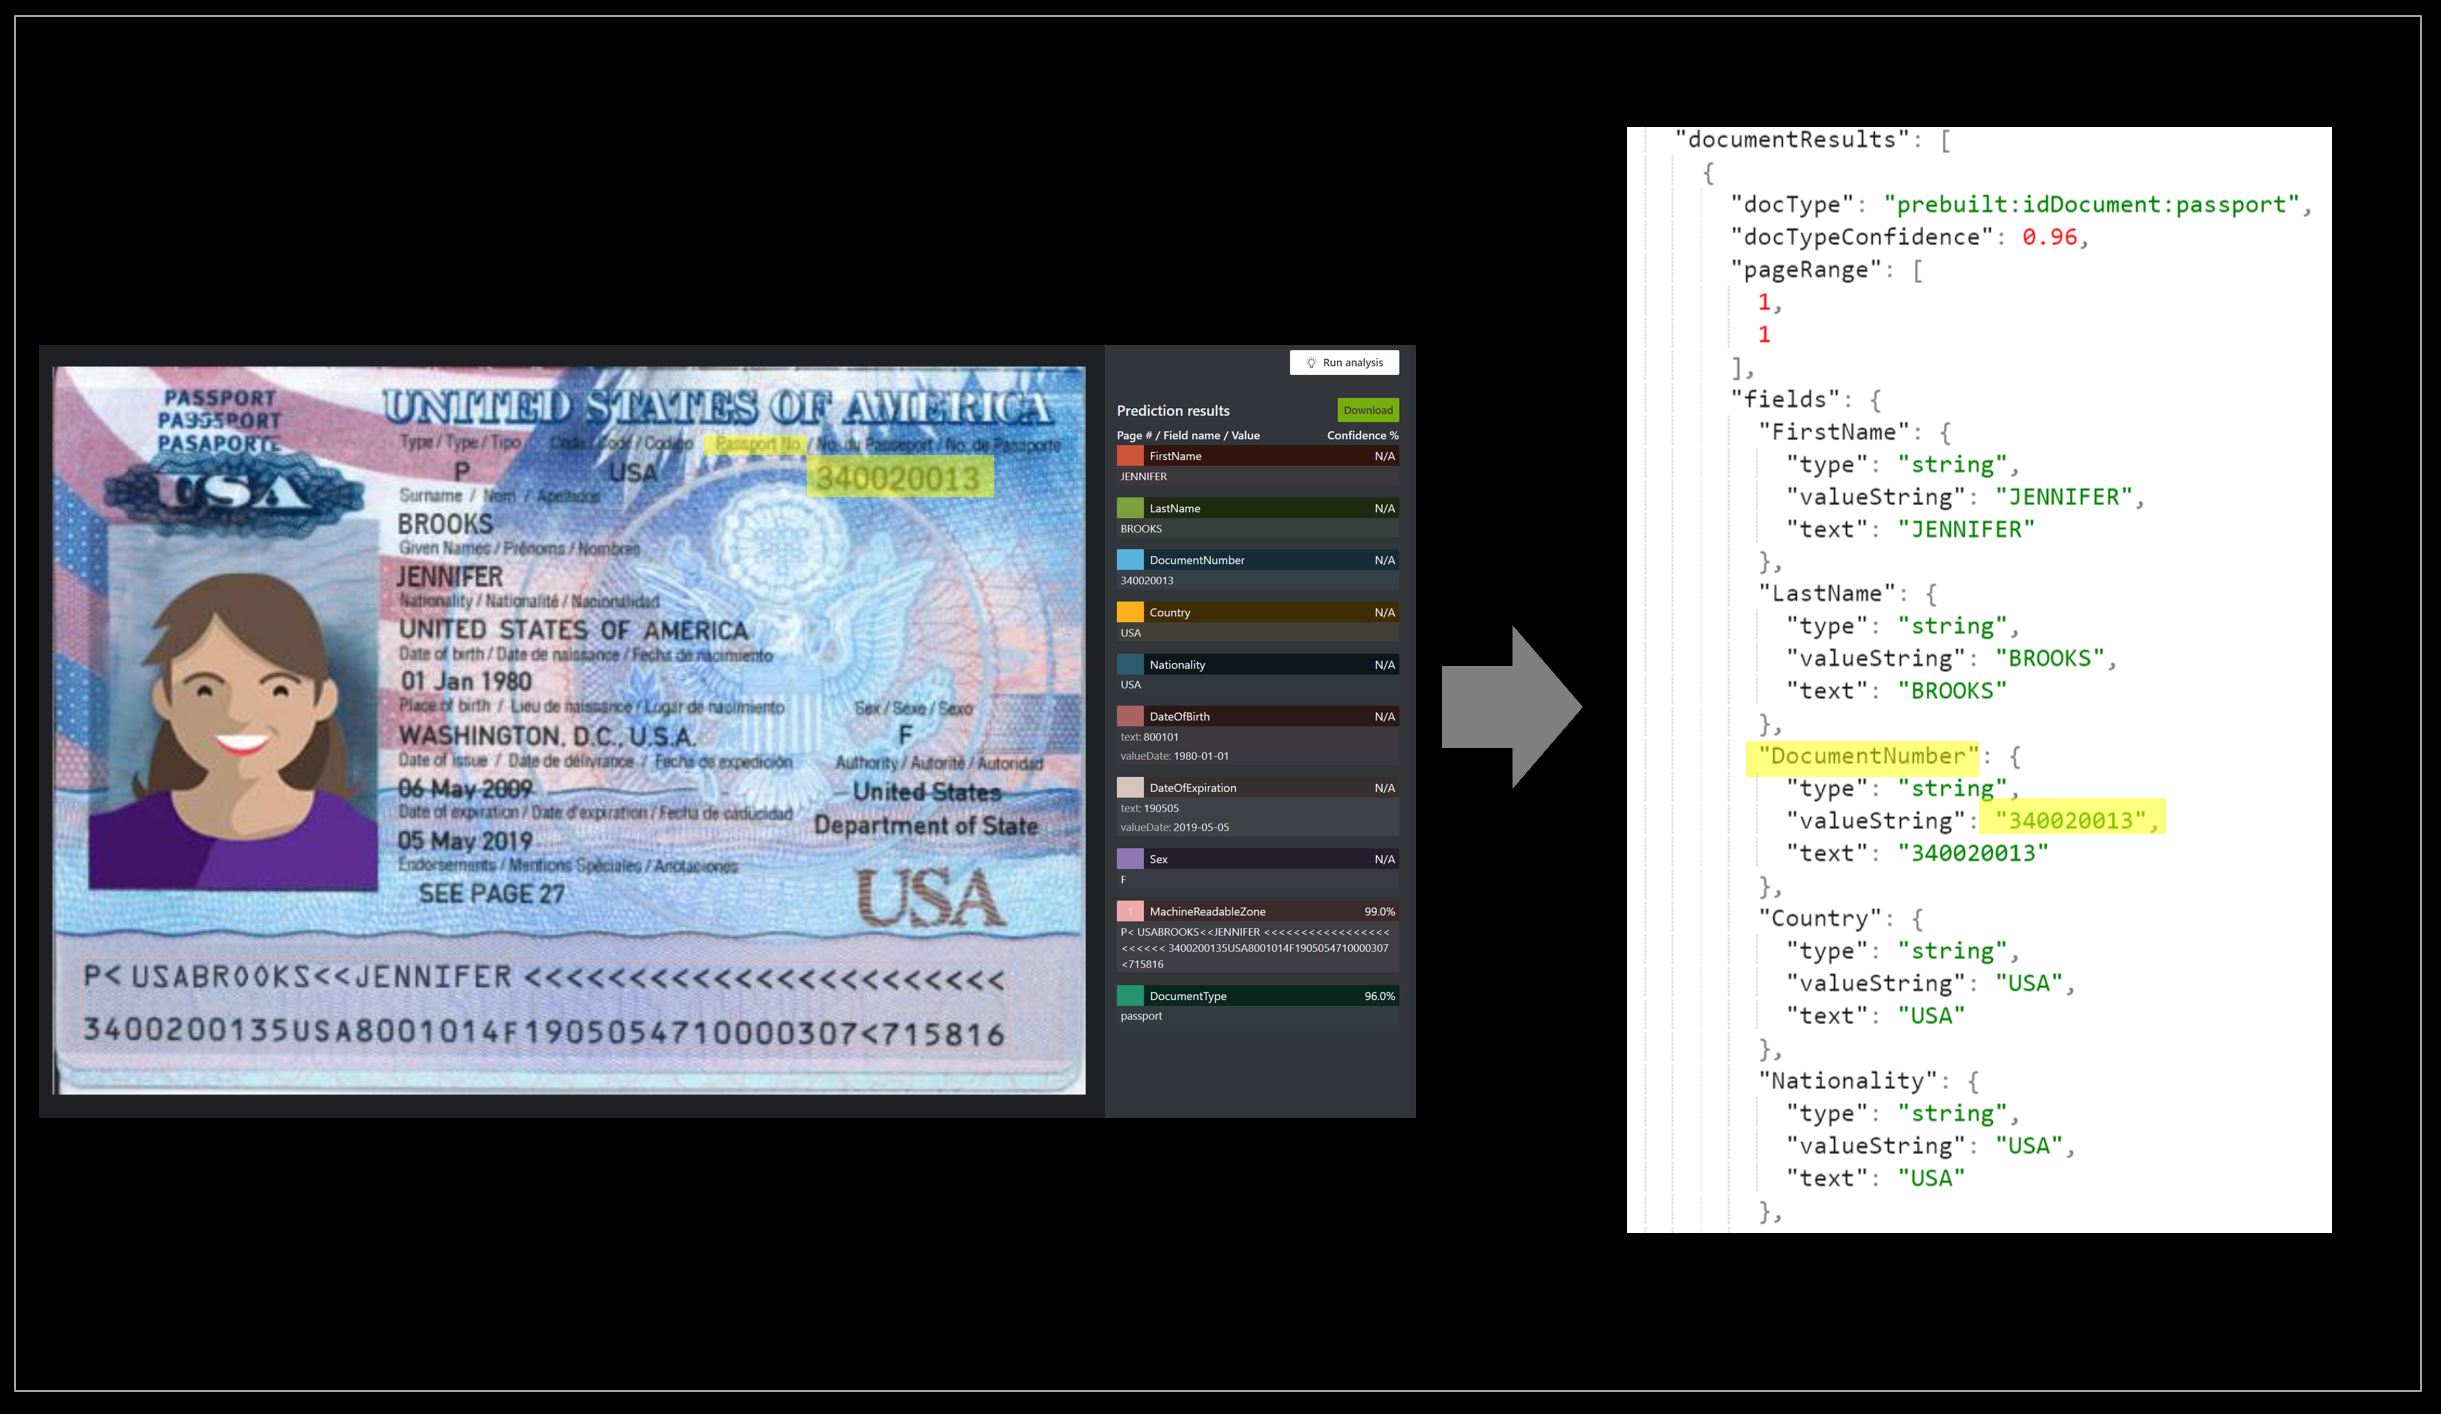 PASSPORT
PASSPORT
PASAPORTE
USA
UNITED STATES OF AMERICA
Type / Type / Tipo Code / Code / Codigo Passport No. / No. du Passeport / No. de Pasaporte
P USA 340020013
Surname / Nom / Apellidos
BROOKS
Given Names / Prénoms / Nombres
JENNIFER
Nationality / Nationalité / Nacionalidad
UNITED STATES OF AMERICA
Date of birth / Date de naissance / Fecha de nacimiento
01 Jan 1980
Place of birth / Lieu de naissance / Lugar de nacimiento Sex / Sexe / Sexo
WASHINGTON, D.C., U.S.A. F
Date of issue / Date de délivrance / Fecha de expedición Authority / Autorité / Autoridad
06 May 2009 United States
Date of expiration / Date d'expiration / Fecha de caducidad Department of State
05 May 2019
Endorsements / Mentions Spéciales / Anotaciones
SEE PAGE 27
USA
P< USABROOKS<<JENNIFER <<<<<<<<<<<<<<<<<<<<<<<
3400200135USA8001014F1905054710000307<715816
Run analysis
Prediction results Download
Page # / Field name / Value Confidence %
FirstName N/A
JENNIFER
LastName N/A
BROOKS
DocumentNumber N/A
340020013
Country N/A
USA
Nationality N/A
USA
DateOfBirth N/A
text: 800101
valueDate: 1980-01-01
DateOfExpiration N/A
text: 190505
valueDate: 2019-05-05
Sex N/A
F
1 MachineReadableZone 99.0%
P< USABROOKS<<JENNIFER <<<<<<<<<<<<<<<<<
<<<<<< 3400200135USA8001014F1905054710000307
<715816
DocumentType 96.0%
passport
"documentResults": [
{
"docType": "prebuilt:idDocument:passport",
"docTypeConfidence": 0.96,
"pageRange": [
1,
1
],
"fields": {
"FirstName": {
"type": "string",
"valueString": "JENNIFER",
"text": "JENNIFER"
},
"LastName": {
"type": "string",
"valueString": "BROOKS",
"text": "BROOKS"
},
"DocumentNumber": {
"type": "string",
"valueString": "340020013",
"text": "340020013"
},
"Country": {
"type": "string",
"valueString": "USA",
"text": "USA"
},
"Nationality": {
"type": "string",
"valueString": "USA",
"text": "USA"
},